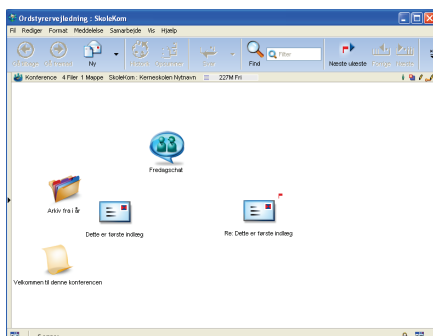 Ordstyrervejledning : SkoleKom
Fil Rediger Format Meddelelse Samarbejde Vis Hjælp
Ny Find Filter Næste ulæste
Konference 4 Filer 1 Mappe SkoleKom: Kerneskolen Nytnavn 227M Fri
Fredagschat
Arkiv fra i år
Dette er første indlæg
Re: Dette er første indlæg
Velkommen til denne konferencen